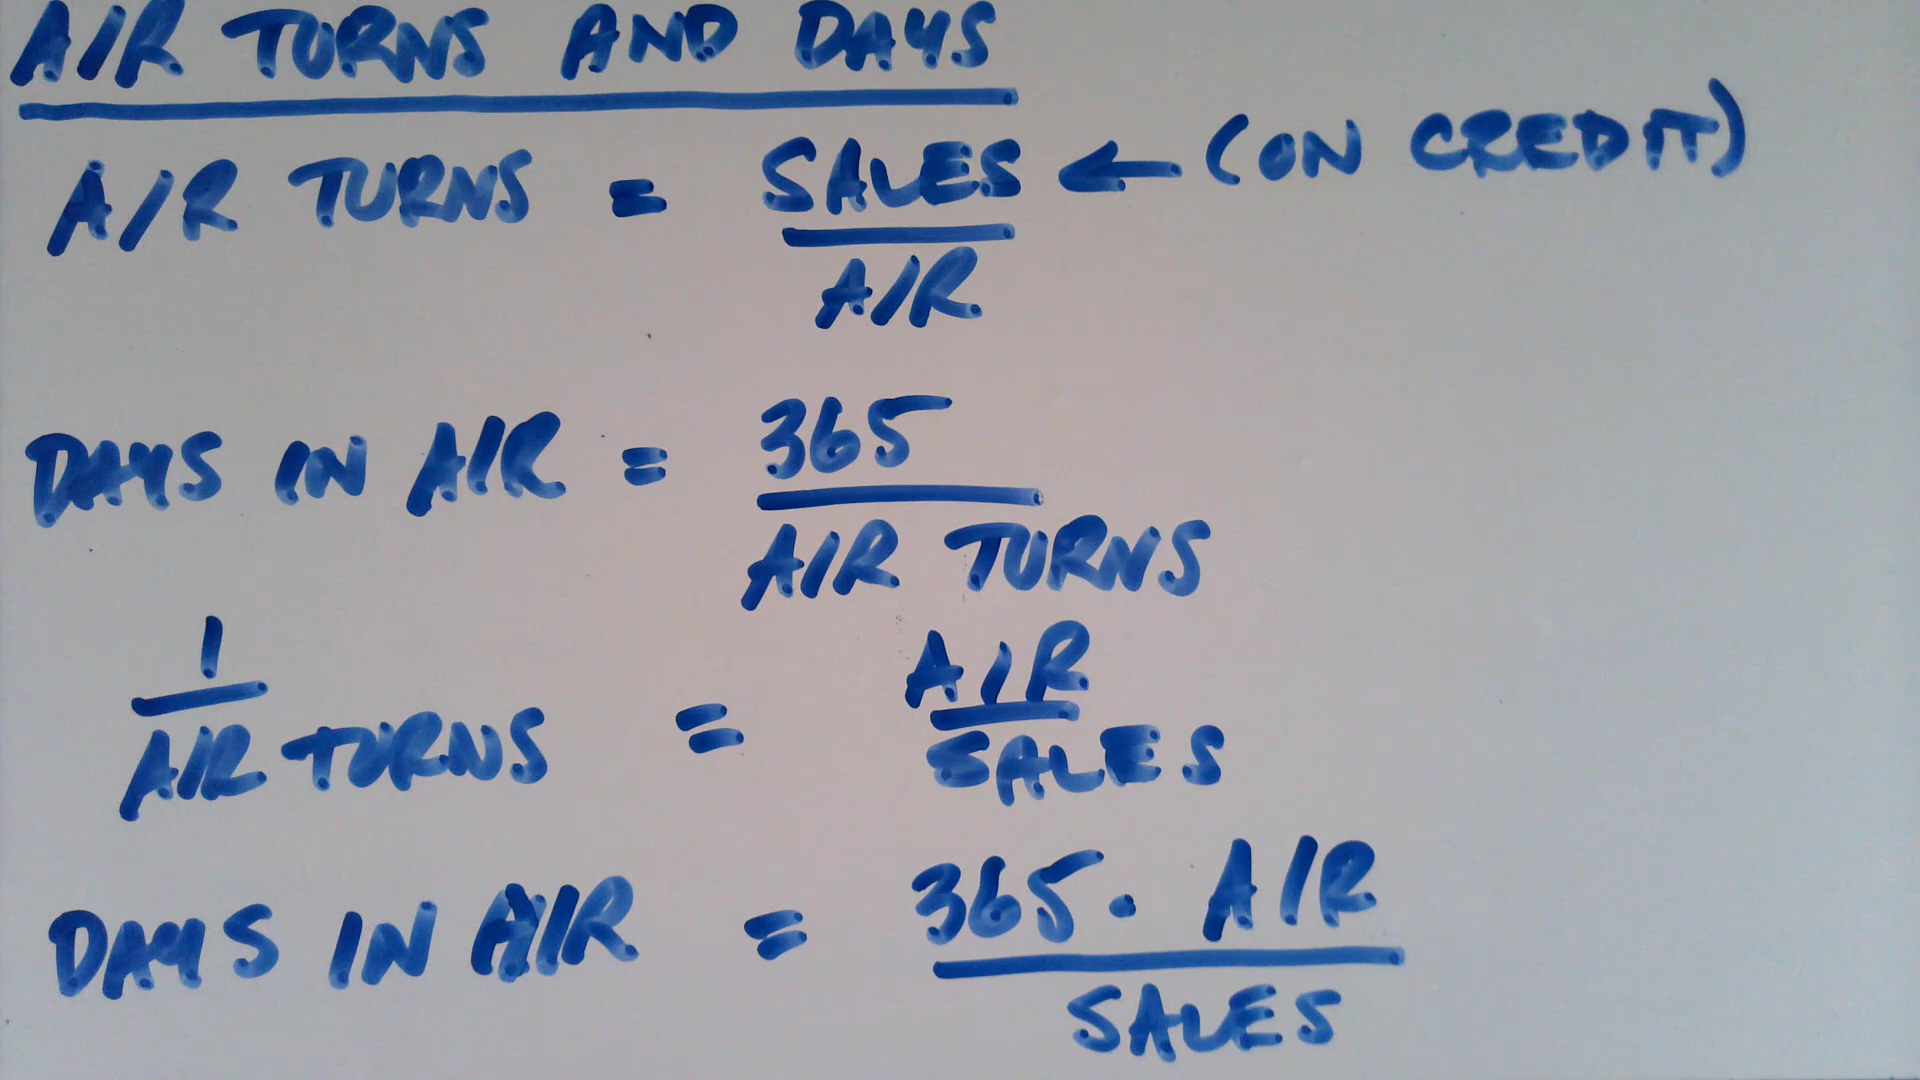 A/R TURNS AND DAYS
A/R TURNS = SALES ← (ON CREDIT)
A/R
DAYS IN A/R = 365
A/R TURNS
1
A/R TURNS = A/R
SALES
DAYS IN A/R = 365 · A/R
SALES